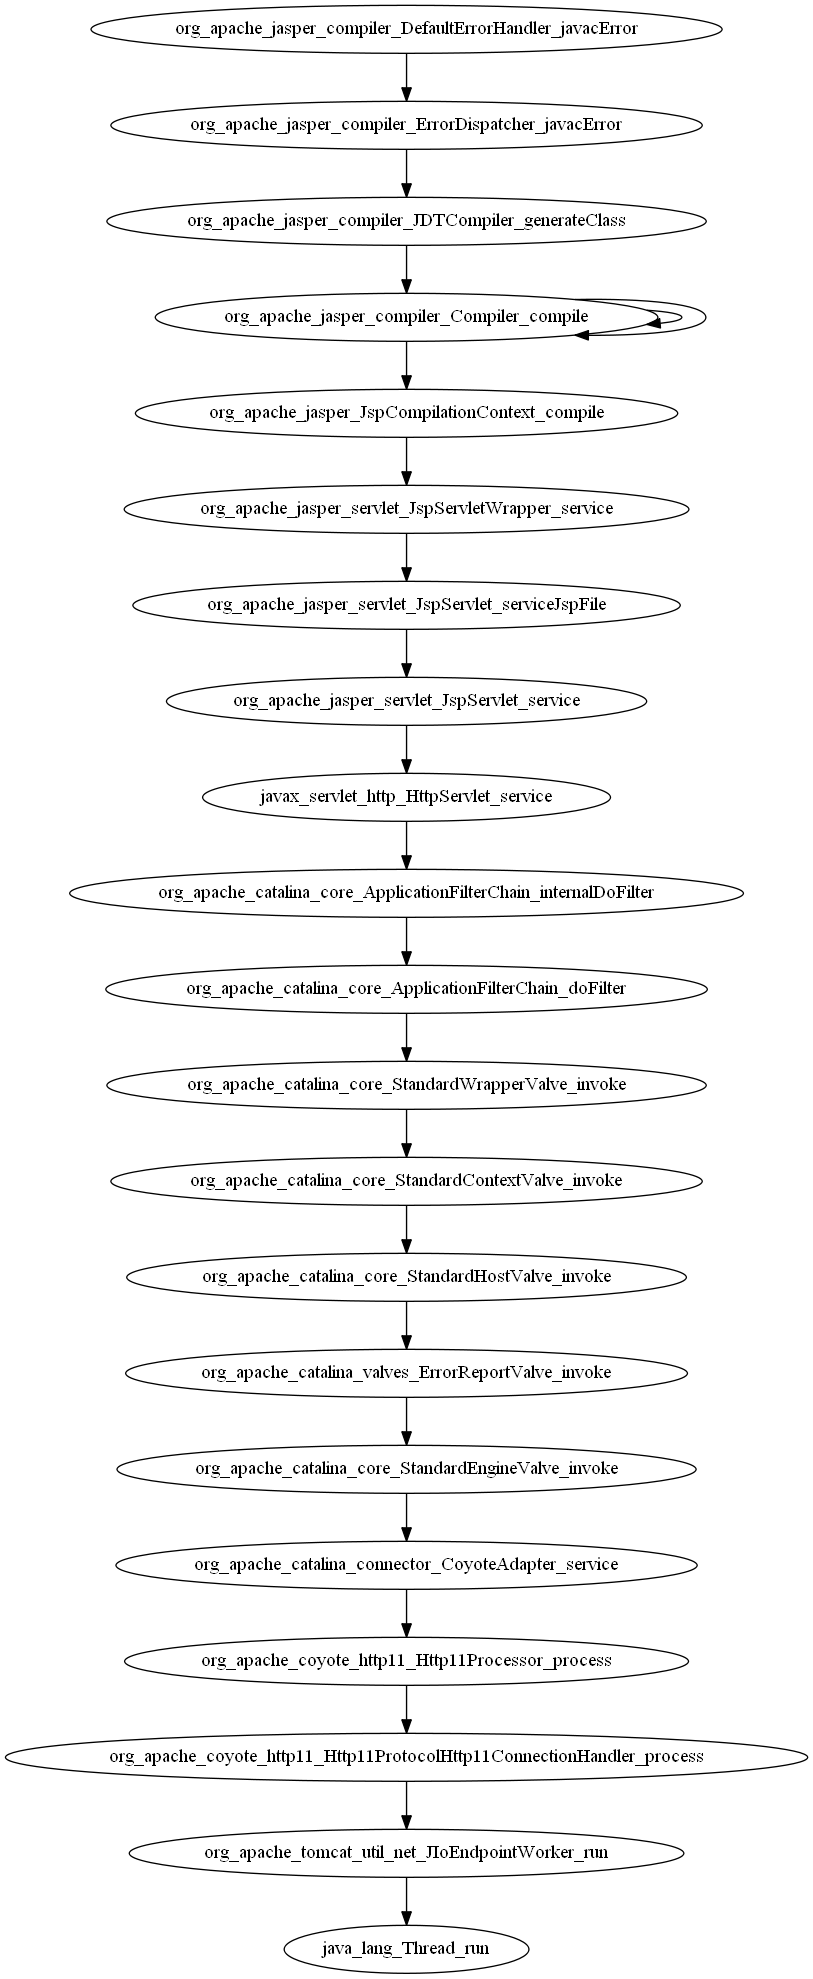 org_apache_jasper_compiler_DefaultErrorHandler_javacError
org_apache_jasper_compiler_ErrorDispatcher_javacError
org_apache_jasper_compiler_JDTCompiler_generateClass
org_apache_jasper_compiler_Compiler_compile
org_apache_jasper_JspCompilationContext_compile
org_apache_jasper_servlet_JspServletWrapper_service
org_apache_jasper_servlet_JspServlet_serviceJspFile
org_apache_jasper_servlet_JspServlet_service
javax_servlet_http_HttpServlet_service
org_apache_catalina_core_ApplicationFilterChain_internalDoFilter
org_apache_catalina_core_ApplicationFilterChain_doFilter
org_apache_catalina_core_StandardWrapperValve_invoke
org_apache_catalina_core_StandardContextValve_invoke
org_apache_catalina_core_StandardHostValve_invoke
org_apache_catalina_valves_ErrorReportValve_invoke
org_apache_catalina_core_StandardEngineValve_invoke
org_apache_catalina_connector_CoyoteAdapter_service
org_apache_coyote_http11_Http11Processor_process
org_apache_coyote_http11_Http11ProtocolHttp11ConnectionHandler_process
org_apache_tomcat_util_net_JIoEndpointWorker_run
java_lang_Thread_run